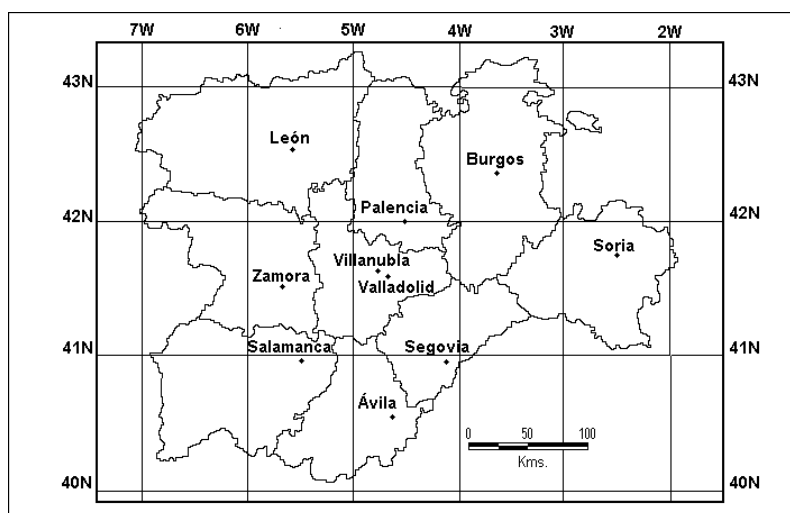 7W 6W 5W 4W 3W 2W
43N 43N
León
Burgos
Palencia
42N 42N
Soria
Villanubla
Zamora
Valladolid
41N 41N
Salamanca
Segovia
Ávila
0 50 100
Kms.
40N 40N